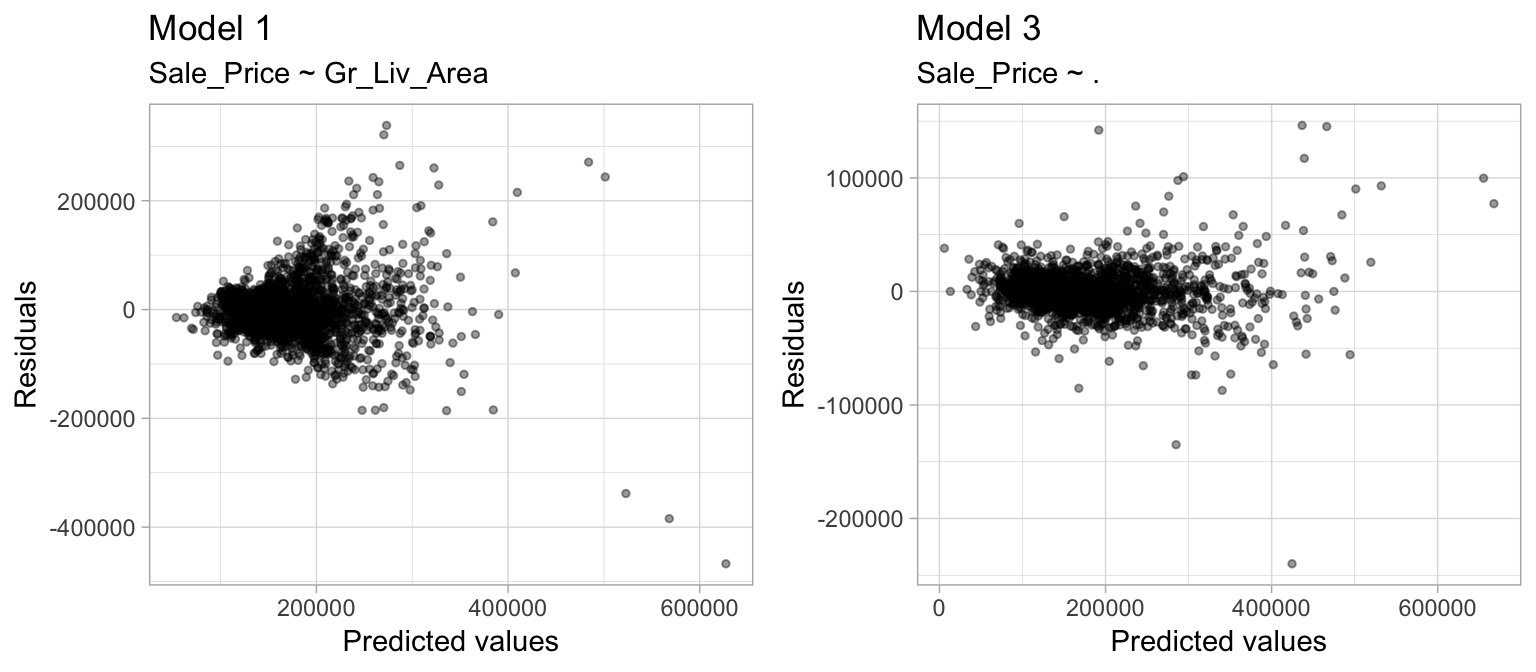 Model 1
Sale_Price ~ Gr_Liv_Area
Residuals
200000
0
-200000
-400000
200000 400000 600000
Predicted values
Model 3
Sale_Price ~ .
Residuals
100000
0
-100000
-200000
0 200000 400000 600000
Predicted values